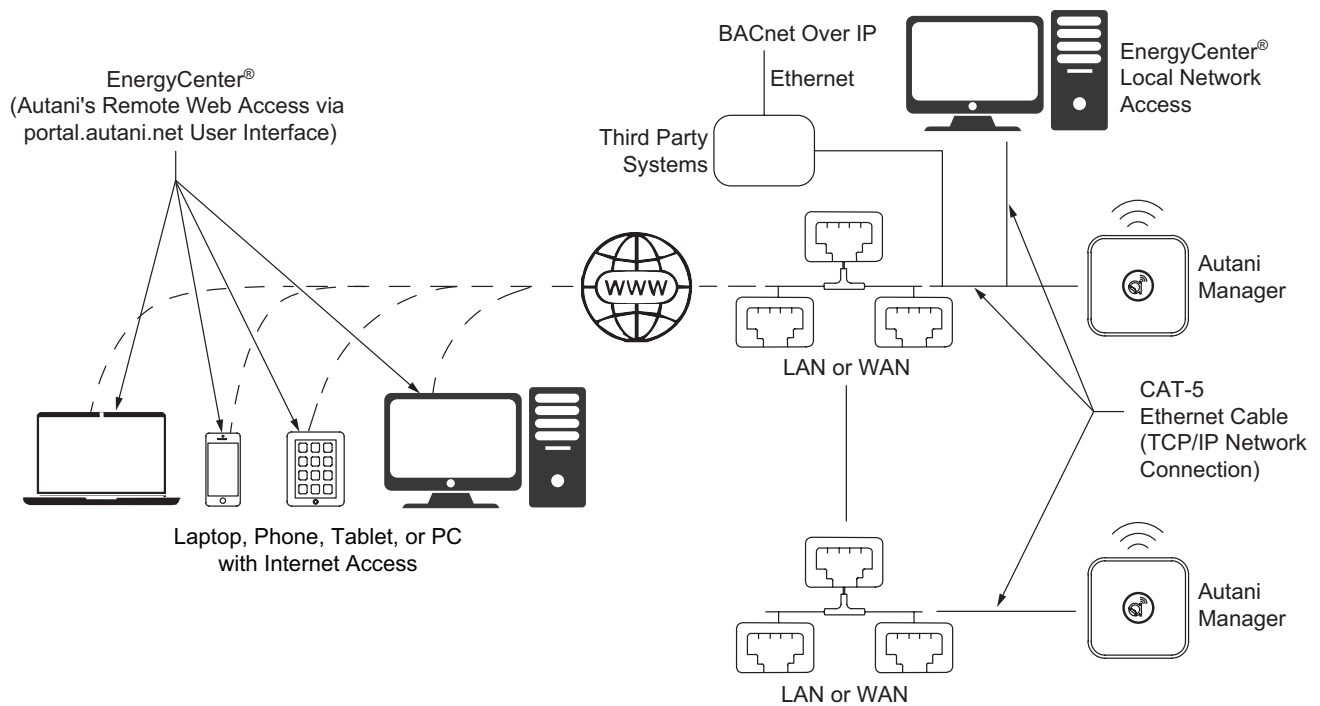 EnergyCenter®
(Autani's Remote Web Access via
portal.autani.net User Interface)
BACnet Over IP
Ethernet
Third Party
Systems
EnergyCenter®
Local Network
Access
WWW
LAN or WAN
Autani
Manager
CAT-5
Ethernet Cable
(TCP/IP Network
Connection)
Laptop, Phone, Tablet, or PC
with Internet Access
Autani
Manager
LAN or WAN